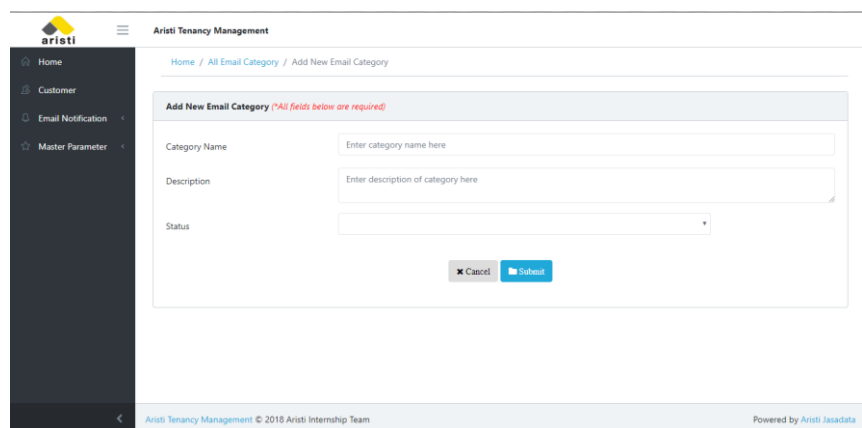 aristi
Aristi Tenancy Management
Home
Customer
Email Notification
Master Parameter
Home / All Email Category / Add New Email Category
Add New Email Category (*All fields below are required)
Category Name
Enter category name here
Description
Enter description of category here
Status
Cancel
Submit
Aristi Tenancy Management © 2018 Aristi Internship Team
Powered by Aristi Jasadata